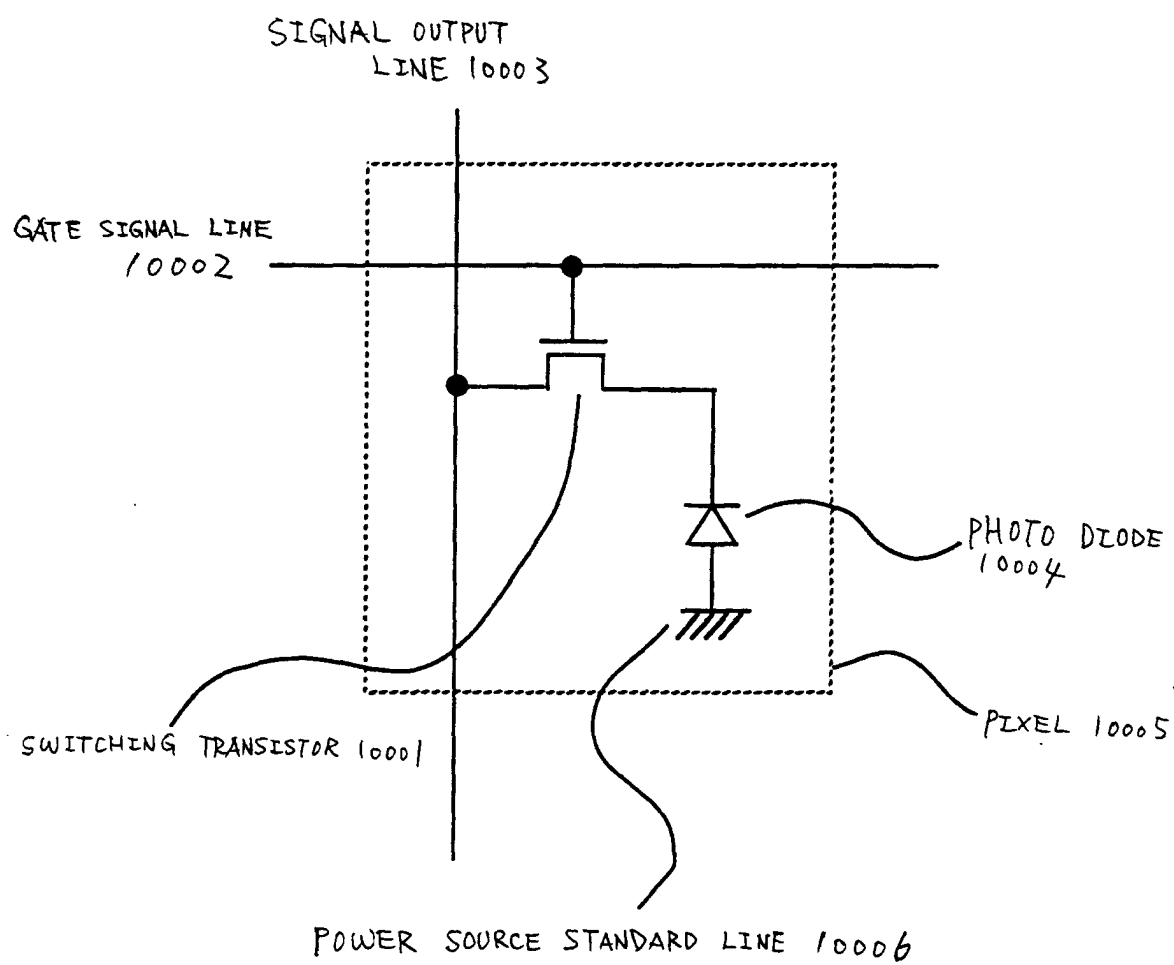 SIGNAL OUTPUT
LINE 10003
GATE SIGNAL LINE
10002
PHOTO DIODE
10004
PIXEL 10005
SWITCHING TRANSISTOR 10001
POWER SOURCE STANDARD LINE 10006